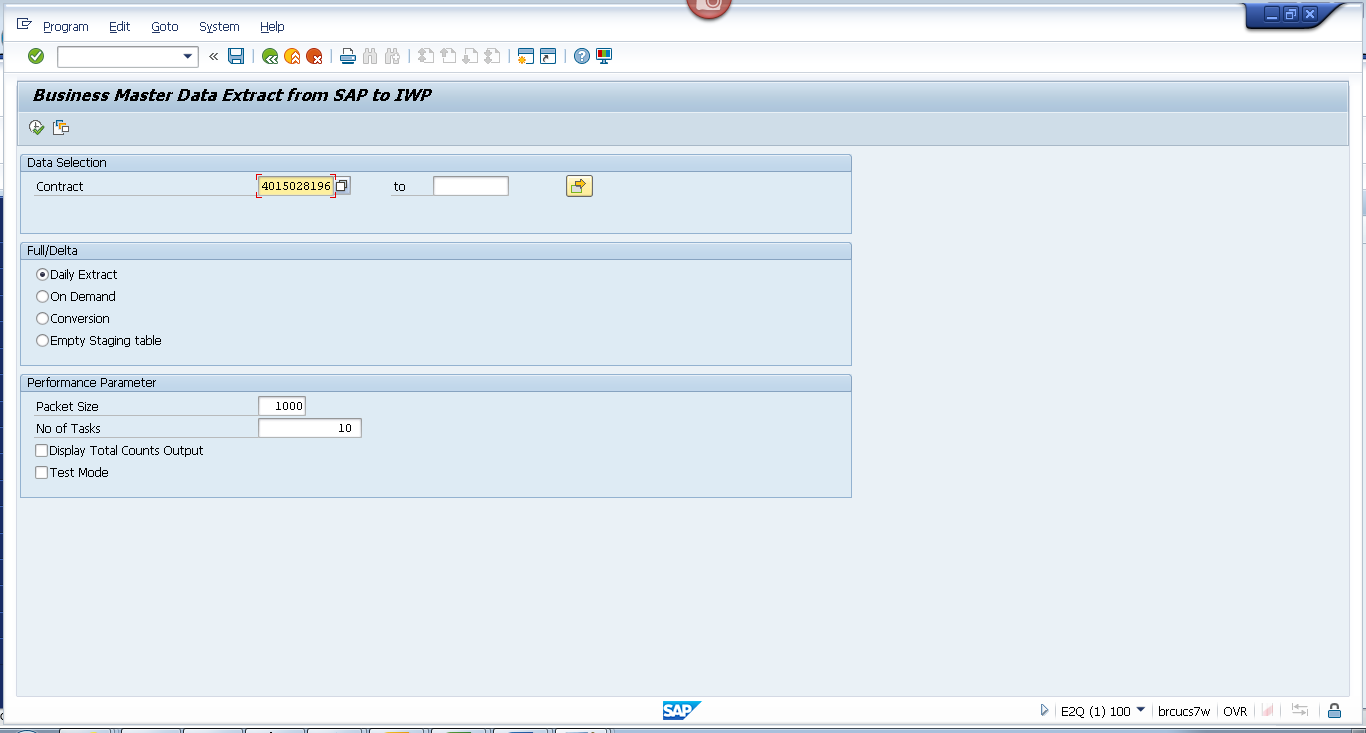 Program Edit Goto System Help
Business Master Data Extract from SAP to IWP
Data Selection
Contract 4015028196 to
Full/Delta
Daily Extract
On Demand
Conversion
Empty Staging table
Performance Parameter
Packet Size 1000
No of Tasks 10
Display Total Counts Output
Test Mode
SAP E2Q (1) 100 brcucs7w OVR